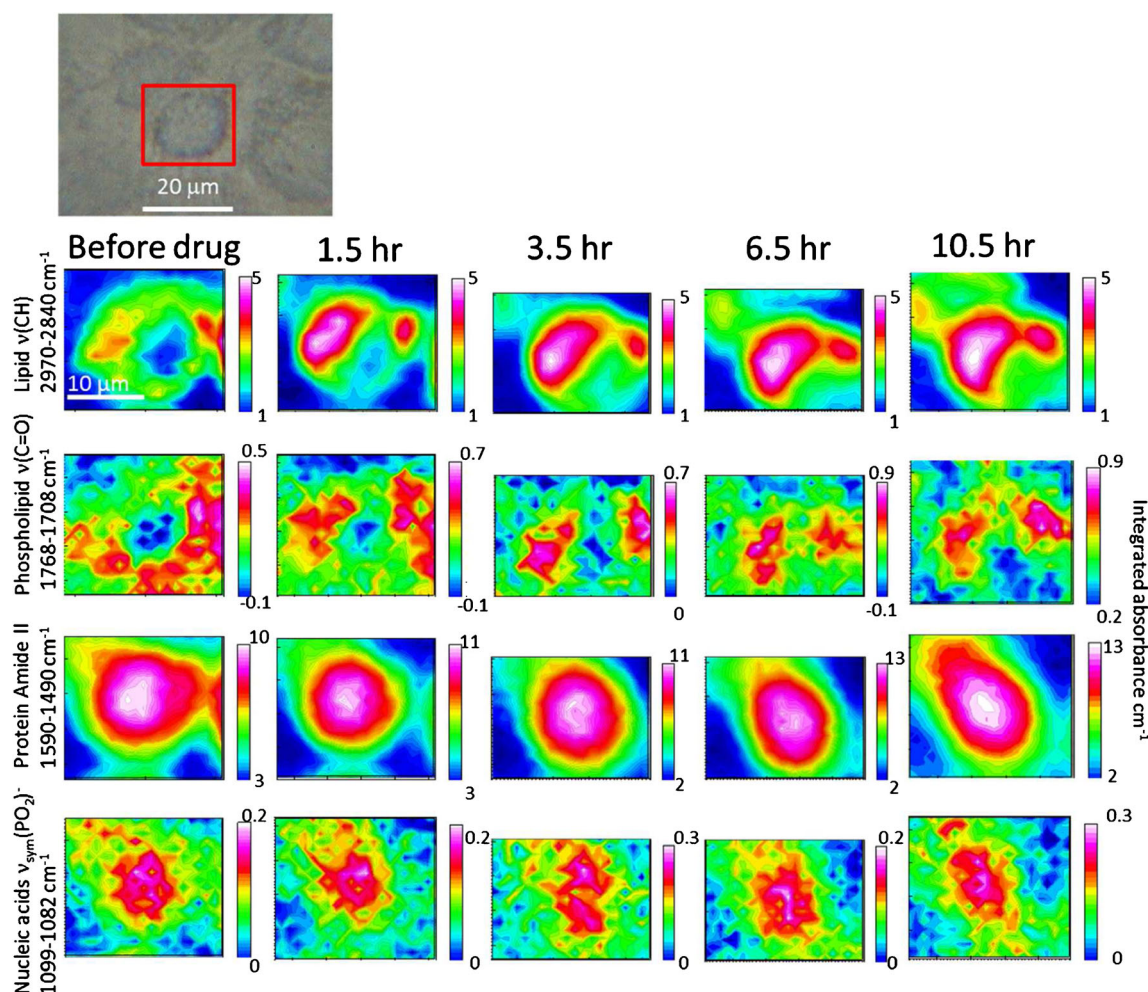 20 µm
Before drug
1.5 hr
3.5 hr
6.5 hr
10.5 hr
Lipid ν(CH)
2970-2840 cm⁻¹
10 µm
5
1
5
1
5
1
5
1
5
1
Phospholipid ν(C=O)
1768-1708 cm⁻¹
0.5
-0.1
0.7
-0.1
0.7
0
0.9
-0.1
0.9
0.2
Protein Amide II
1590-1490 cm⁻¹
10
3
11
3
11
2
13
2
13
2
Nucleic acids νsym(PO₂)⁻
1099-1082 cm⁻¹
0.2
0
0.2
0
0.3
0
0.2
0
0.3
0
Integrated absorbance cm⁻¹